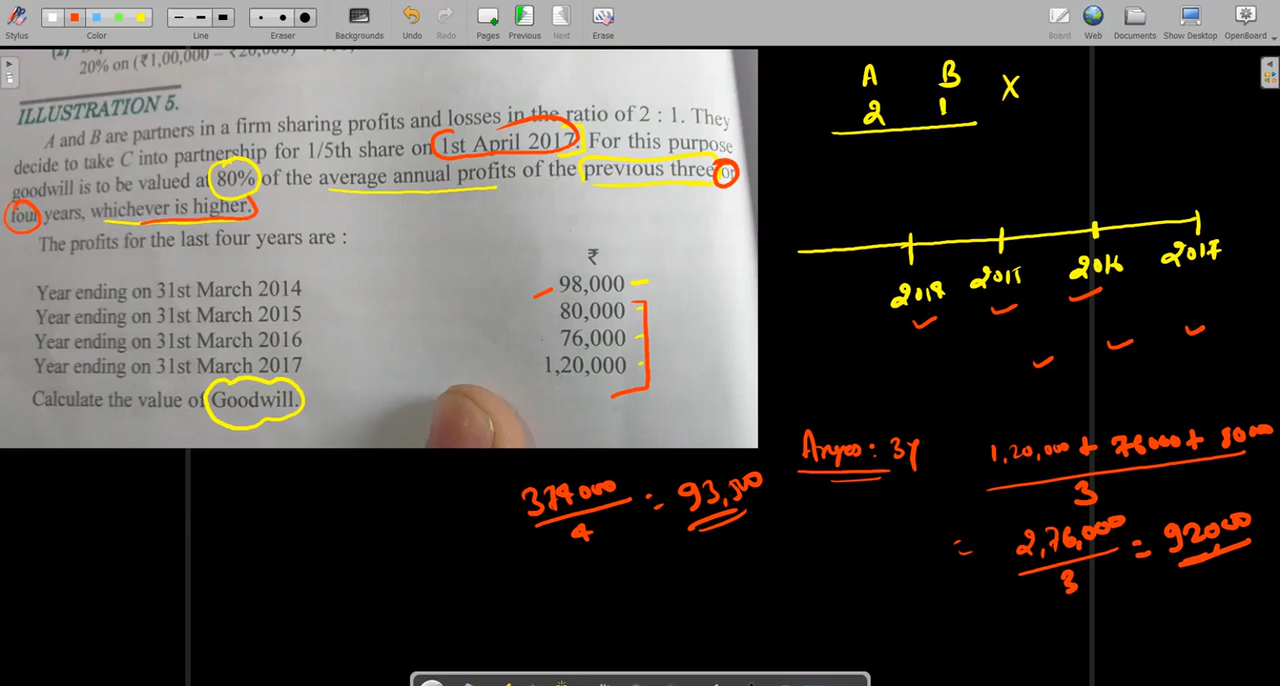 Stylus
Color
Line
Eraser
Backgrounds
Undo
Redo
Pages
Previous
Next
Erase
Board
Web
Documents
Show Desktop
OpenBoard
20% on (₹1,00,000 – ₹20,000)
ILLUSTRATION 5.
A and B are partners in a firm sharing profits and losses in the ratio of 2 : 1. They
decide to take C into partnership for 1/5th share on 1st April 2017. For this purpose
goodwill is to be valued at 80% of the average annual profits of the previous three or
four years, whichever is higher.
The profits for the last four years are :
₹
Year ending on 31st March 2014 98,000
Year ending on 31st March 2015 80,000
Year ending on 31st March 2016 76,000
Year ending on 31st March 2017 1,20,000
Calculate the value of Goodwill.
A B X
2 1
2014 2015 2016 2017
3y
1,20,000 + 76000 + 80000
3
= 2,76,000 = 92000
3
374000 = 93,500
4